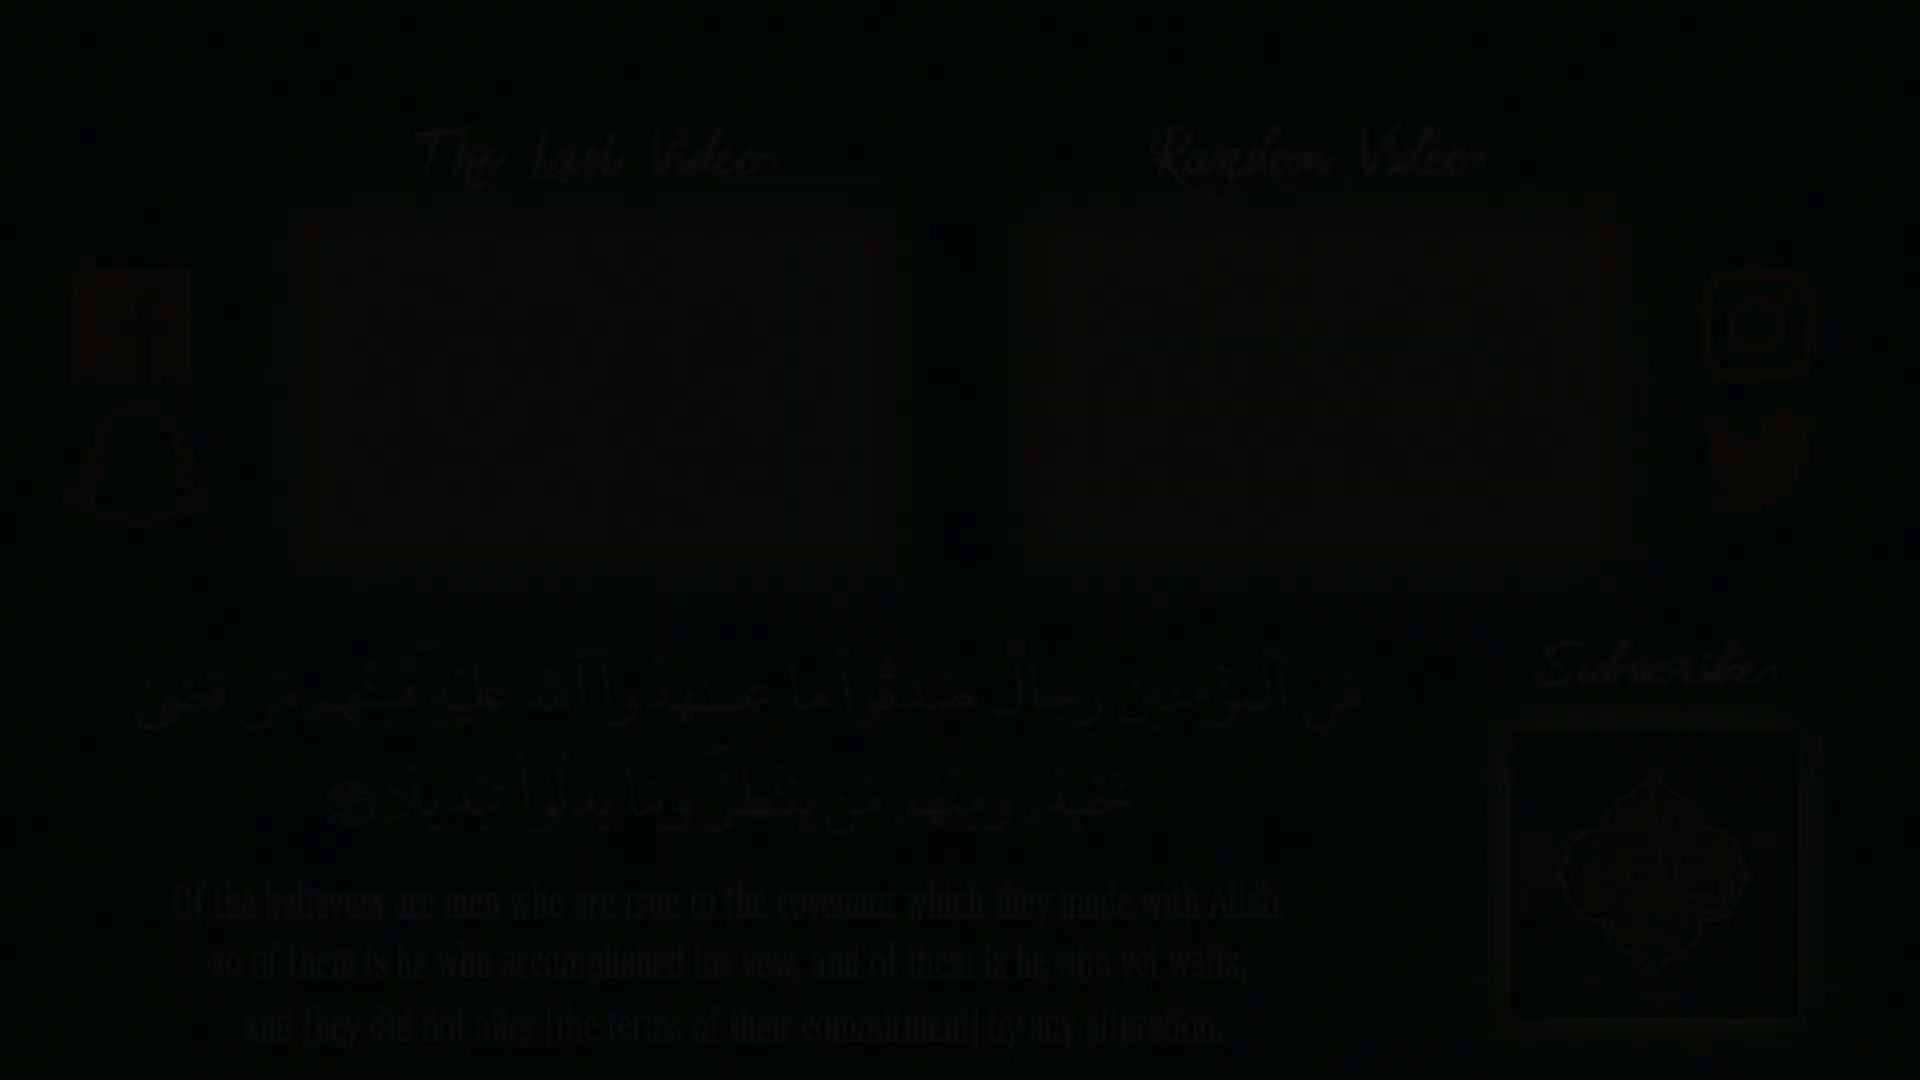 The Last Video
Random Video
Subscribe
مِّنَ ٱلْمُؤْمِنِينَ رِجَالٌ صَدَقُوا۟ مَا عَـٰهَدُوا۟ ٱللَّهَ عَلَيْهِ فَمِنْهُم مَّن قَضَىٰ
نَحْبَهُۥ وَمِنْهُم مَّن يَنتَظِرُ وَمَا بَدَّلُوا۟ تَبْدِيلًا
Of the believers are men who are true to the covenant which they made with Allah:
so of them is he who accomplished his vow, and of them is he who yet waits,
and they did not alter [the terms of their commitment] by any alteration.